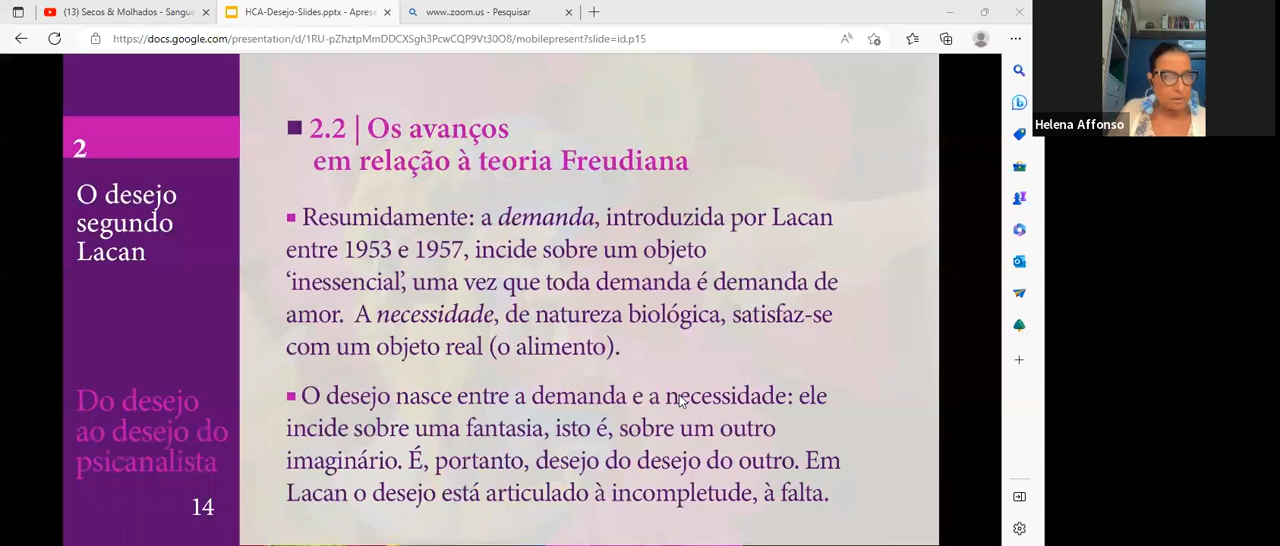 (13) Secos & Molhados - Sangue
HCA-Desejo-Slides.pptx - Apres
www..zoom.us - Pesquisar
https://docs.google.com/presentation/d/1RU-pZhztpMmDDCXSgh3PcwCQP9Vt30O8/mobilepresent?slide=id.p15
Helena Affonso
2
O desejo
segundo
Lacan
Do desejo
ao desejo do
psicanalista
14
2.2 | Os avanços
em relação à teoria Freudiana
Resumidamente: a demanda, introduzida por Lacan
entre 1953 e 1957, incide sobre um objeto
‘inessencial’, uma vez que toda demanda é demanda de
amor. A necessidade, de natureza biológica, satisfaz-se
com um objeto real (o alimento).
O desejo nasce entre a demanda e a necessidade: ele
incide sobre uma fantasia, isto é, sobre um outro
imaginário. É, portanto, desejo do desejo do outro. Em
Lacan o desejo está articulado à incompletude, à falta.